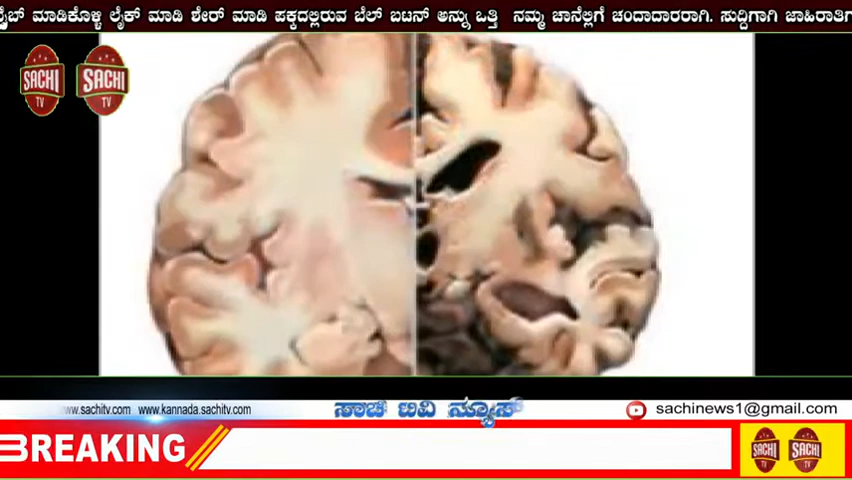 ಮಾಡಿಕೊಳ್ಳಿ ಲೈಕ್ ಮಾಡಿ ಶೇರ್ ಮಾಡಿ ಪಕ್ಕದಲ್ಲಿರುವ ಬೆಲ್ ಬಟನ್ ಅನ್ನು ಒತ್ತಿ ನಮ್ಮ ಚಾನೆಲ್ಲಿಗೆ ಚಂದಾದಾರರಾಗಿ. ಸುದ್ದಿಗಾಗಿ
SACHI TV SACHI TV
www.sachitv.com www.kannada.sachitv.com ಸಾಚಿ ಟಿವಿ ನ್ಯೂಸ್ sachinews1@gmail.com
BREAKING SACHI TV SACHI TV